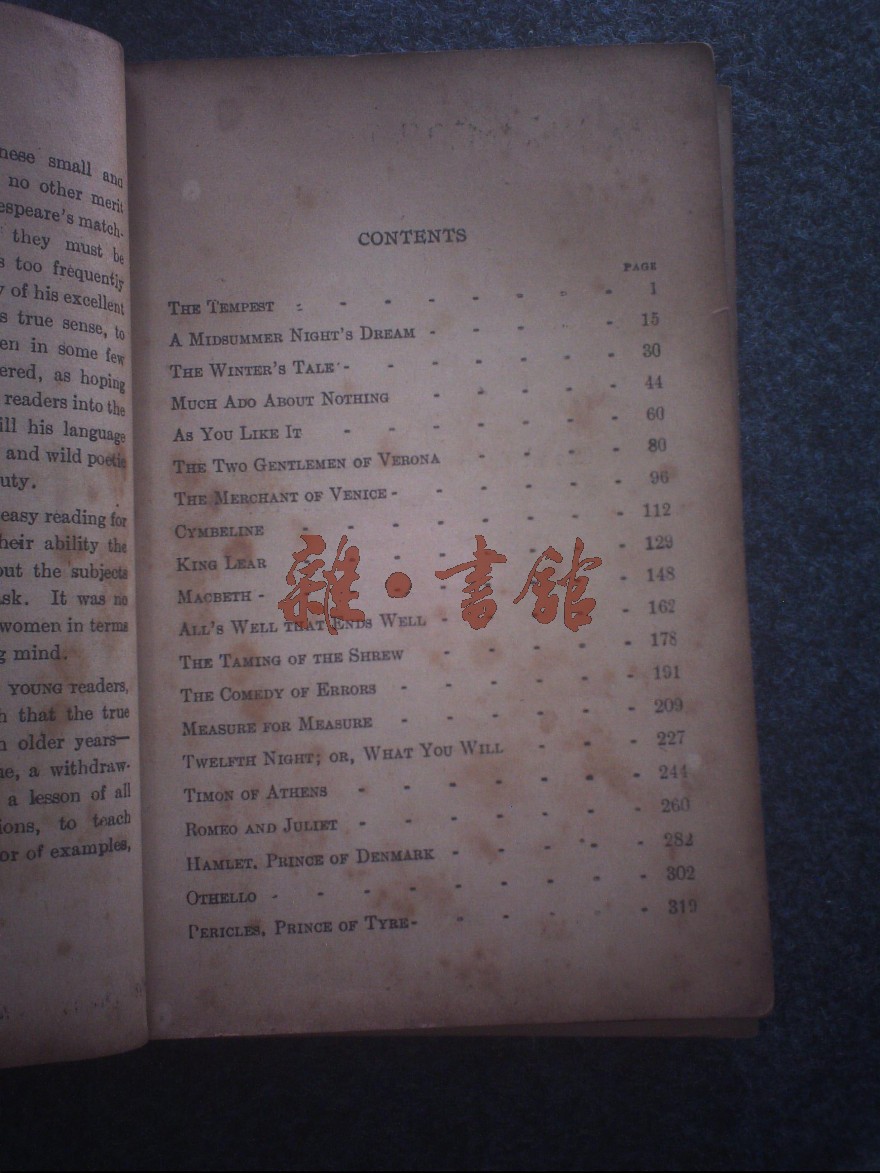 nese small and
no other merit
espeare's match-
they must be
s too frequently
y of his excellent
s true sense, to
en in some few
ered, as hoping
readers into the
ill his language
and wild poetic
uty.
easy reading for
heir ability the
out the subjects
ask. It was no
women in terms
g mind.
YOUNG readers,
h that the true
n older years—
ne, a withdraw-
a lesson of all
ions, to teach
or of examples,
CONTENTS
PAGE
THE TEMPEST - - - - - - - - 1
A MIDSUMMER NIGHT'S DREAM - - - - 15
THE WINTER'S TALE - - - - - - - 30
MUCH ADO ABOUT NOTHING - - - - - 44
AS YOU LIKE IT - - - - - - - 60
THE TWO GENTLEMEN OF VERONA - - - - 80
THE MERCHANT OF VENICE - - - - - - 96
CYMBELINE - - - - - - - - 112
KING LEAR - - - - - - - 129
MACBETH - - - - - - - - 148
ALL'S WELL THAT ENDS WELL - - - - - 162
THE TAMING OF THE SHREW - - - - - 178
THE COMEDY OF ERRORS - - - - - - 191
MEASURE FOR MEASURE - - - - - - 209
TWELFTH NIGHT; OR, WHAT YOU WILL - - - 227
TIMON OF ATHENS - - - - - - - 244
ROMEO AND JULIET - - - - - - - 260
HAMLET, PRINCE OF DENMARK - - - - - 282
OTHELLO - - - - - - - - - 302
PERICLES, PRINCE OF TYRE - - - - - 319
雜·書館